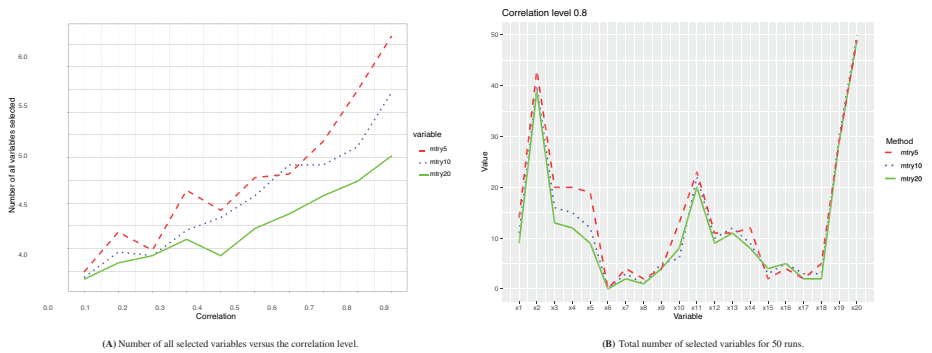 Number of all variables selected
6.0
5.5
5.0
4.5
4.0
0.0
0.1
0.2
0.3
0.4
0.5
0.6
0.7
0.8
0.9
Correlation
variable
mtry5
mtry10
mtry20
(A) Number of all selected variables versus the correlation level.
Correlation level 0.8
Value
50
40
30
20
10
0
x1 x2 x3 x4 x5 x6 x7 x8 x9 x10 x11 x12 x13 x14 x15 x16 x17 x18 x19 x20
Variable
Method
mtry5
mtry10
mtry20
(B) Total number of selected variables for 50 runs.